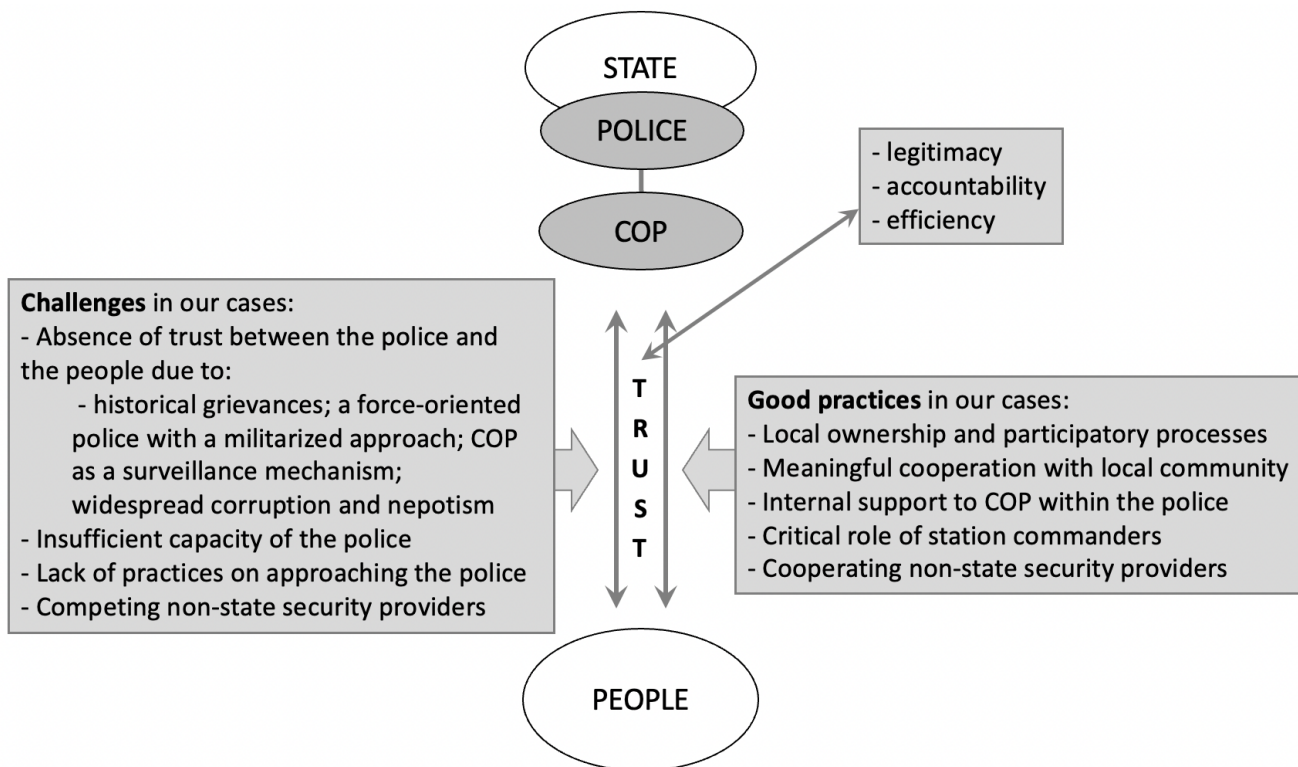 STATE
POLICE
COP
- legitimacy
- accountability
- efficiency
Challenges in our cases:
- Absence of trust between the police and
the people due to:
- historical grievances; a force-oriented
police with a militarized approach; COP
as a surveillance mechanism;
widespread corruption and nepotism
- Insufficient capacity of the police
- Lack of practices on approaching the police
- Competing non-state security providers
T
R
U
S
T
Good practices in our cases:
- Local ownership and participatory processes
- Meaningful cooperation with local community
- Internal support to COP within the police
- Critical role of station commanders
- Cooperating non-state security providers
PEOPLE